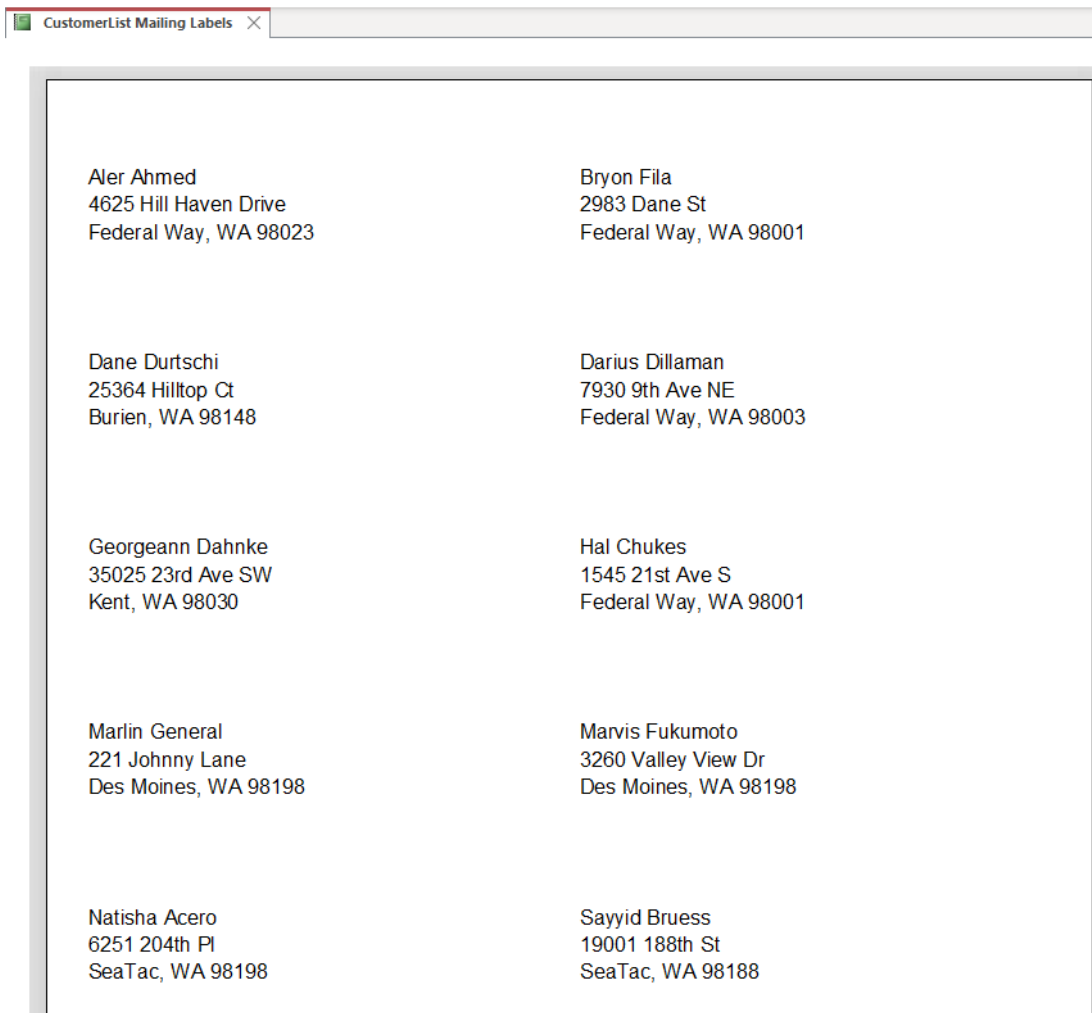 CustomerList Mailing Labels
Aler Ahmed
4625 Hill Haven Drive
Federal Way, WA 98023
Bryon Fila
2983 Dane St
Federal Way, WA 98001
Dane Durtschi
25364 Hilltop Ct
Burien, WA 98148
Darius Dillaman
7930 9th Ave NE
Federal Way, WA 98003
Georgeann Dahnke
35025 23rd Ave SW
Kent, WA 98030
Hal Chukes
1545 21st Ave S
Federal Way, WA 98001
Marlin General
221 Johnny Lane
Des Moines, WA 98198
Marvis Fukumoto
3260 Valley View Dr
Des Moines, WA 98198
Natisha Acero
6251 204th Pl
SeaTac, WA 98198
Sayyid Bruess
19001 188th St
SeaTac, WA 98188